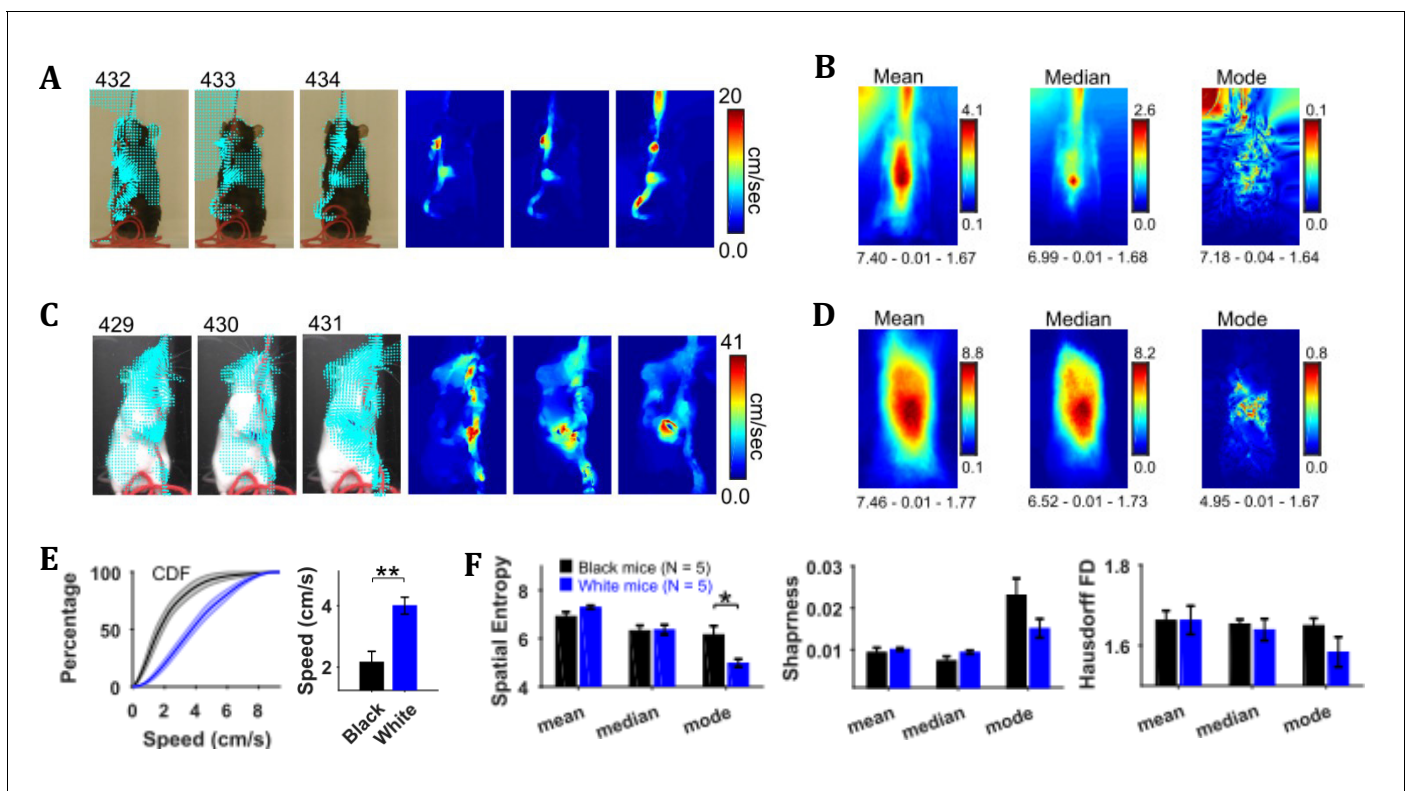 A
432 433 434
20
cm/sec
0.0
B
Mean Median Mode
4.1
0.1
2.6
0.0
0.1
0.0
7.40 - 0.01 - 1.67 6.99 - 0.01 - 1.68 7.18 - 0.04 - 1.64
C
429 430 431
41
cm/sec
0.0
D
Mean Median Mode
8.8
0.1
8.2
0.0
0.8
0.0
7.46 - 0.01 - 1.77 6.52 - 0.01 - 1.73 4.95 - 0.01 - 1.67
E
CDF
Percentage
100
50
0
0 2 4 6 8
Speed (cm/s)
**
Speed (cm/s)
4
2
Black White
F
Black mice (N = 5)
White mice (N = 5)
*
Spatial Entropy
8
6
4
mean median mode
Shaprness
0.03
0.02
0.01
mean median mode
Hausdorff FD
1.8
1.6
mean median mode